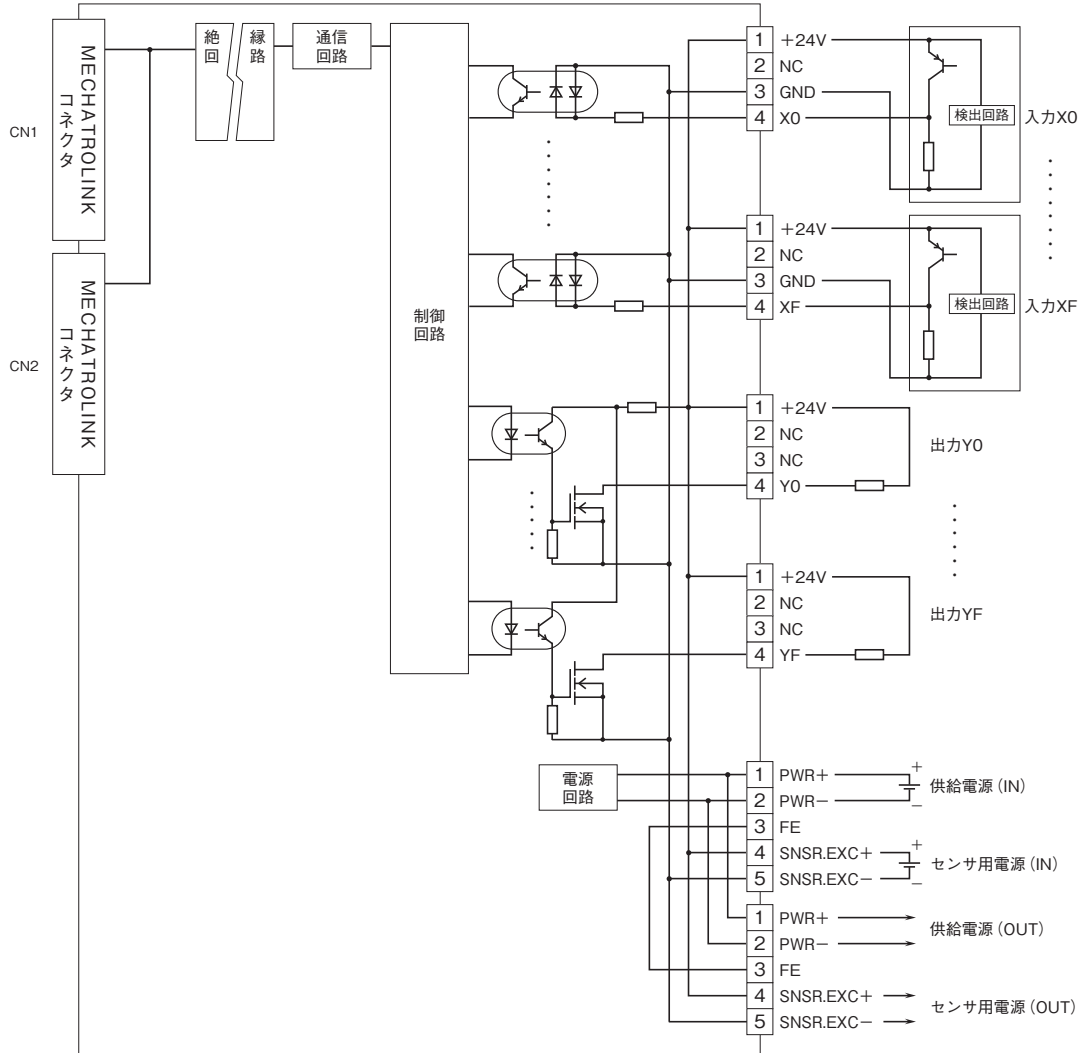 CN1
MECHATROLINK
コネクタ
CN2
MECHATROLINK
コネクタ
絶縁
回路
通信
回路
制御
回路
1 +24V
2 NC
3 GND
4 X0
検出回路
入力X0
1 +24V
2 NC
3 GND
4 XF
検出回路
入力XF
1 +24V
2 NC
3 NC
4 Y0
出力Y0
1 +24V
2 NC
3 NC
4 YF
出力YF
電源
回路
1 PWR+
2 PWR−
3 FE
4 SNSR.EXC+
5 SNSR.EXC−
+
−
供給電源(IN)
+
−
センサ用電源(IN)
1 PWR+
2 PWR−
3 FE
4 SNSR.EXC+
5 SNSR.EXC−
供給電源(OUT)
センサ用電源(OUT)